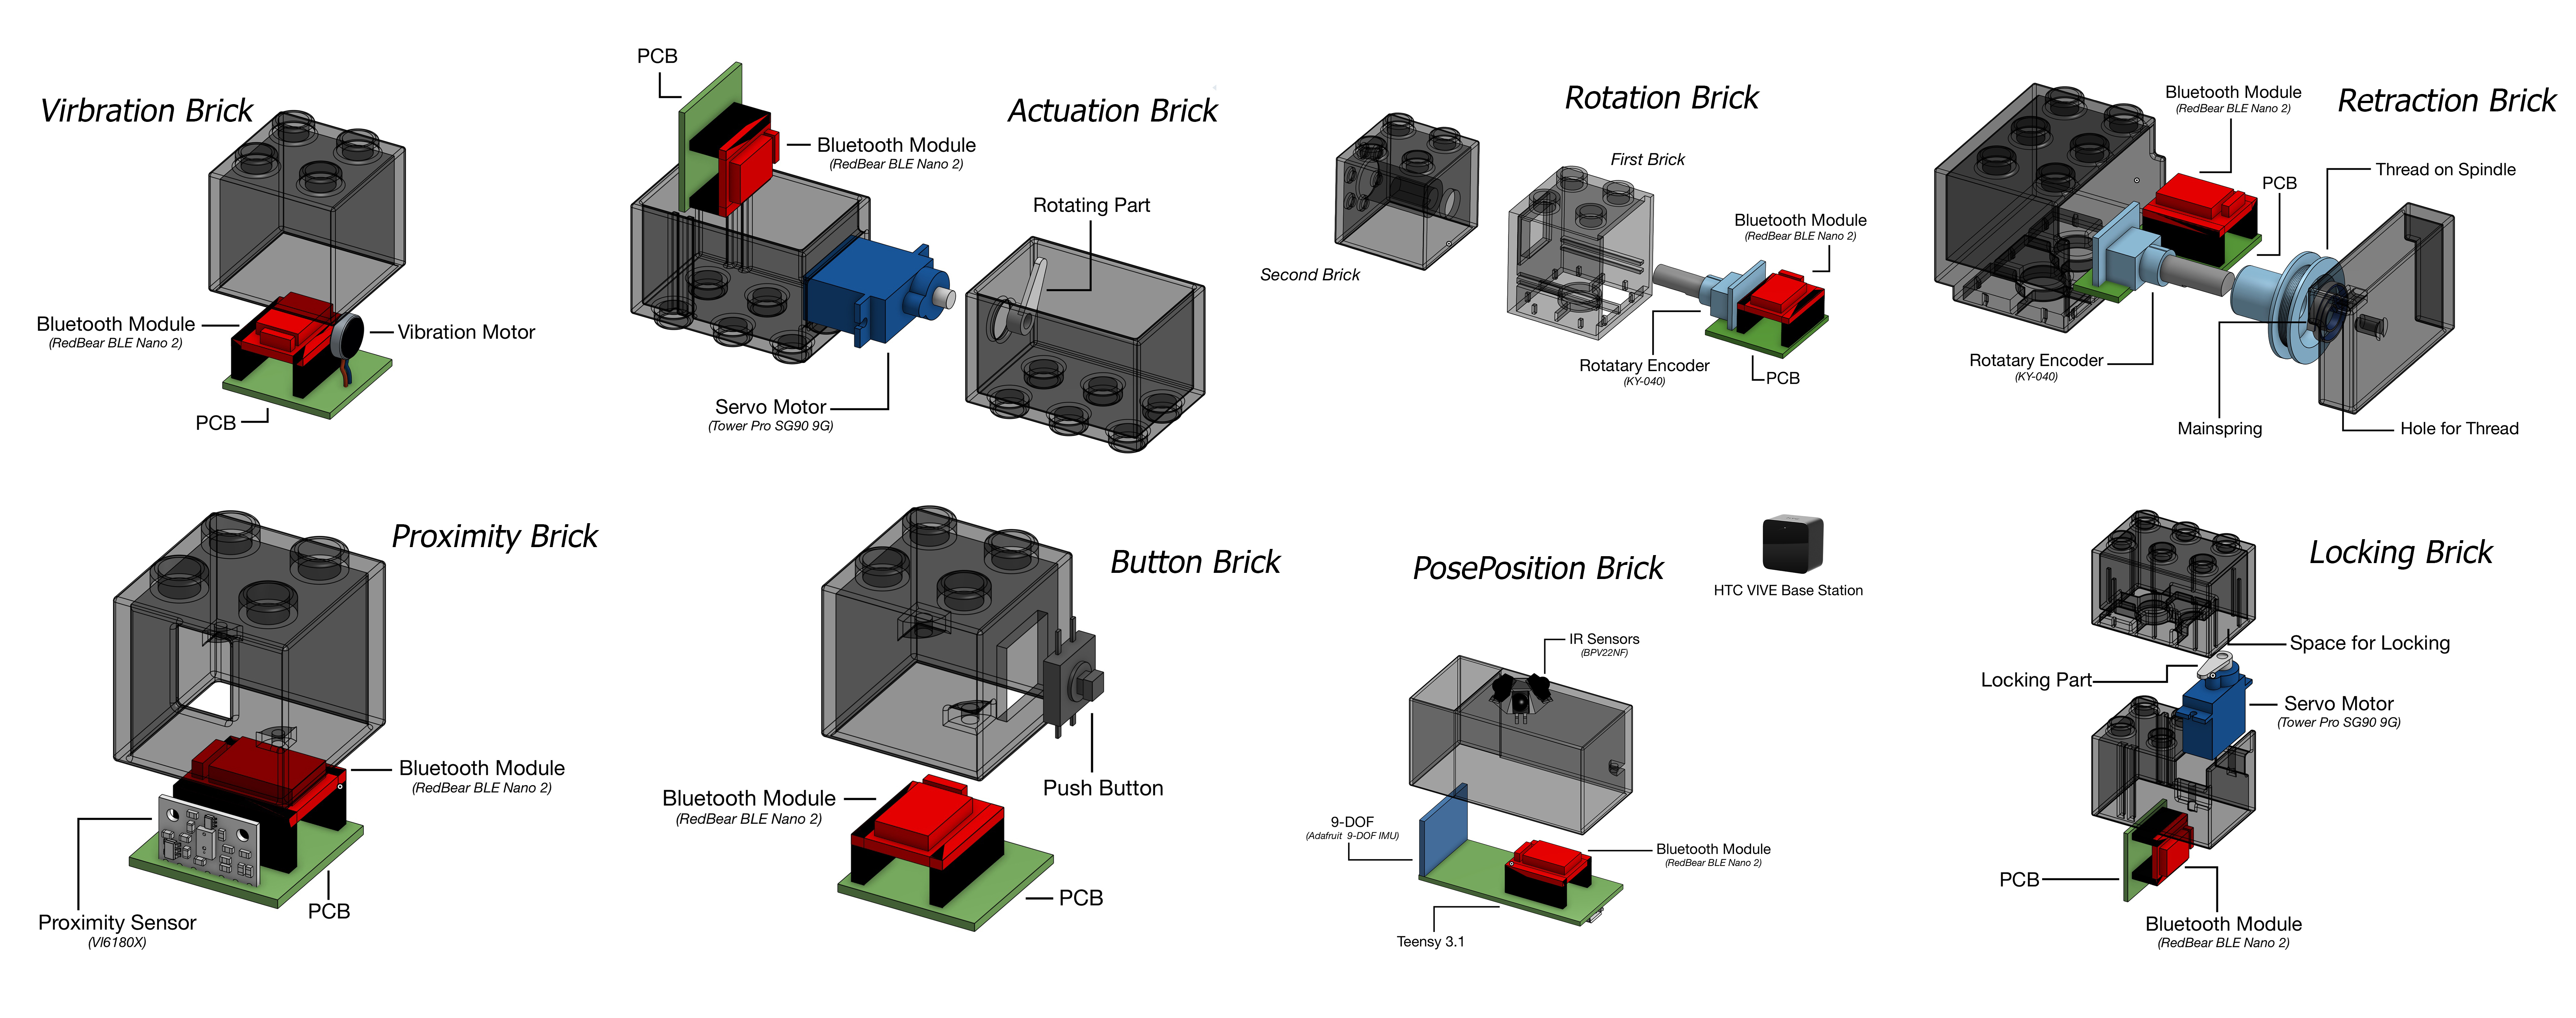 Virbration Brick
Bluetooth Module
(RedBear BLE Nano 2)
Vibration Motor
PCB
PCB
Actuation Brick
Bluetooth Module
(RedBear BLE Nano 2)
Rotating Part
Servo Motor
(Tower Pro SG90 9G)
Rotation Brick
First Brick
Second Brick
Bluetooth Module
(RedBear BLE Nano 2)
Rotatary Encoder
(KY-040)
PCB
Retraction Brick
Bluetooth Module
(RedBear BLE Nano 2)
Thread on Spindle
PCB
Rotatary Encoder
(KY-040)
Mainspring
Hole for Thread
Proximity Brick
Bluetooth Module
(RedBear BLE Nano 2)
PCB
Proximity Sensor
(Vl6180X)
Button Brick
Push Button
Bluetooth Module
(RedBear BLE Nano 2)
PCB
PosePosition Brick
HTC VIVE Base Station
IR Sensors
(BPV22NF)
9-DOF
(Adafruit 9-DOF IMU)
Bluetooth Module
(RedBear BLE Nano 2)
Teensy 3.1
Locking Brick
Space for Locking
Locking Part
Servo Motor
(Tower Pro SG90 9G)
PCB
Bluetooth Module
(RedBear BLE Nano 2)